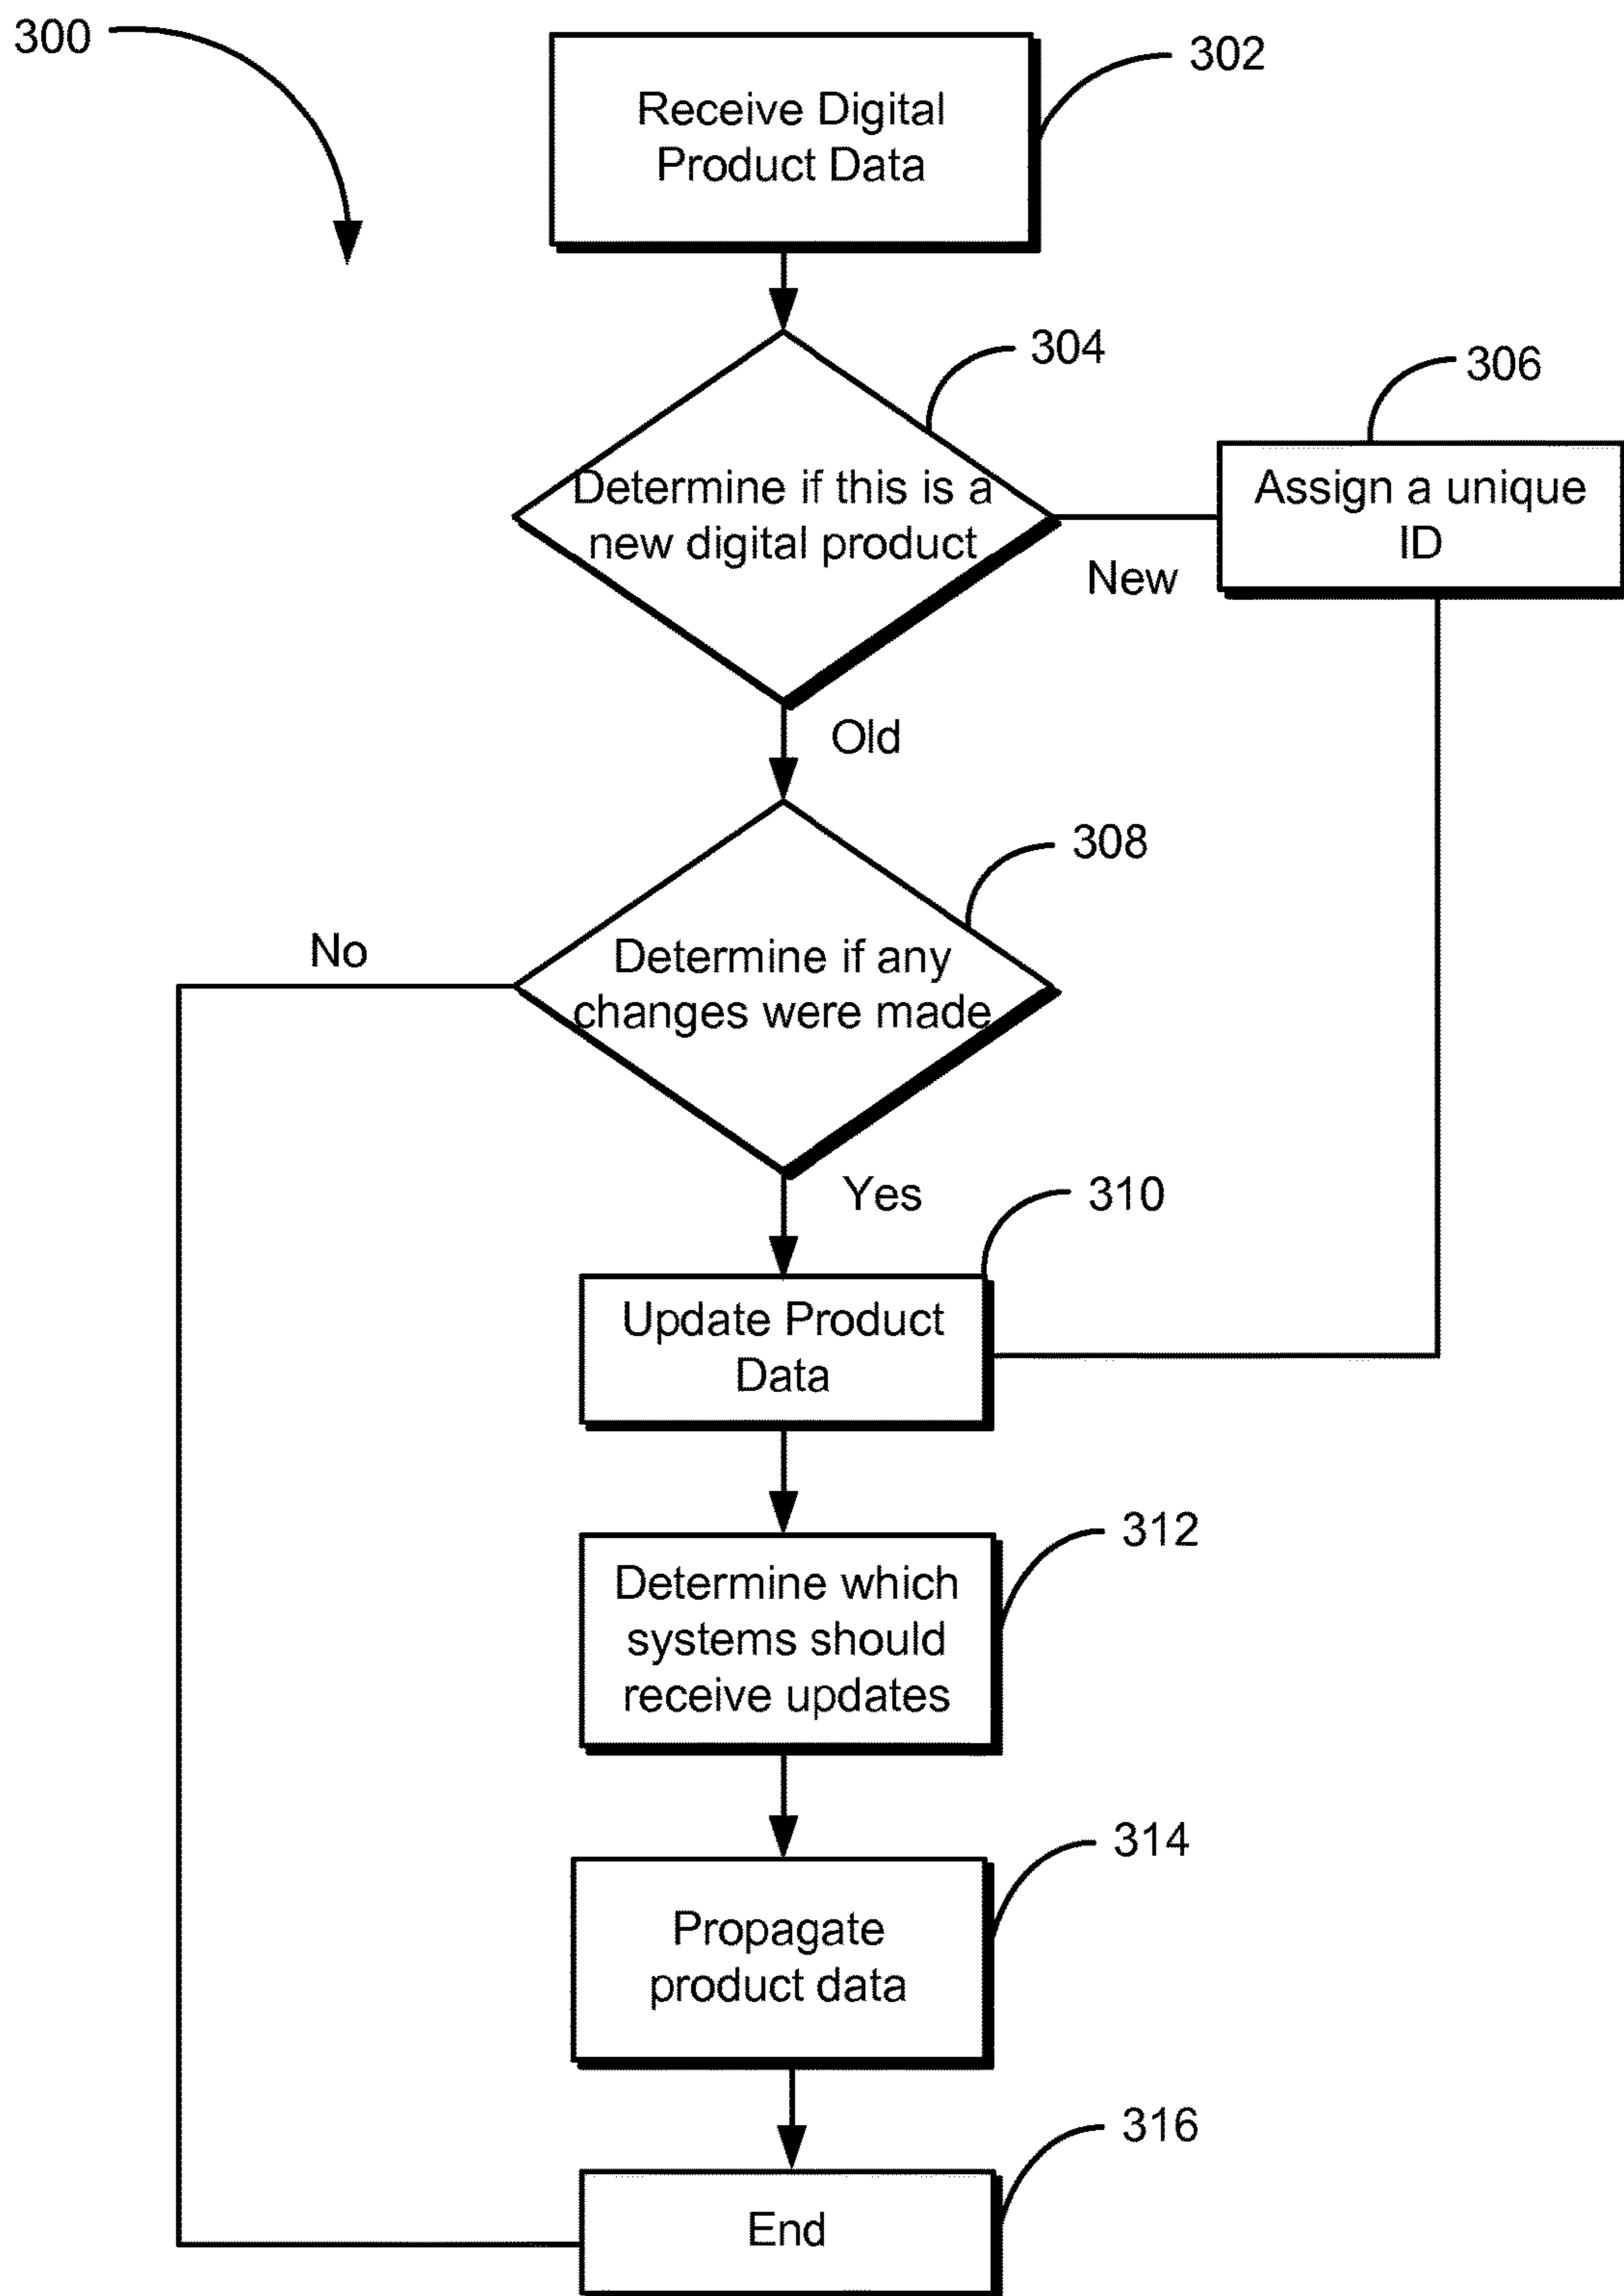 300
302
Receive Digital
Product Data
304
306
Determine if this is a
new digital product
Assign a unique
ID
New
Old
308
No
Determine if any
changes were made
Yes
310
Update Product
Data
312
Determine which
systems should
receive updates
314
Propagate
product data
316
End